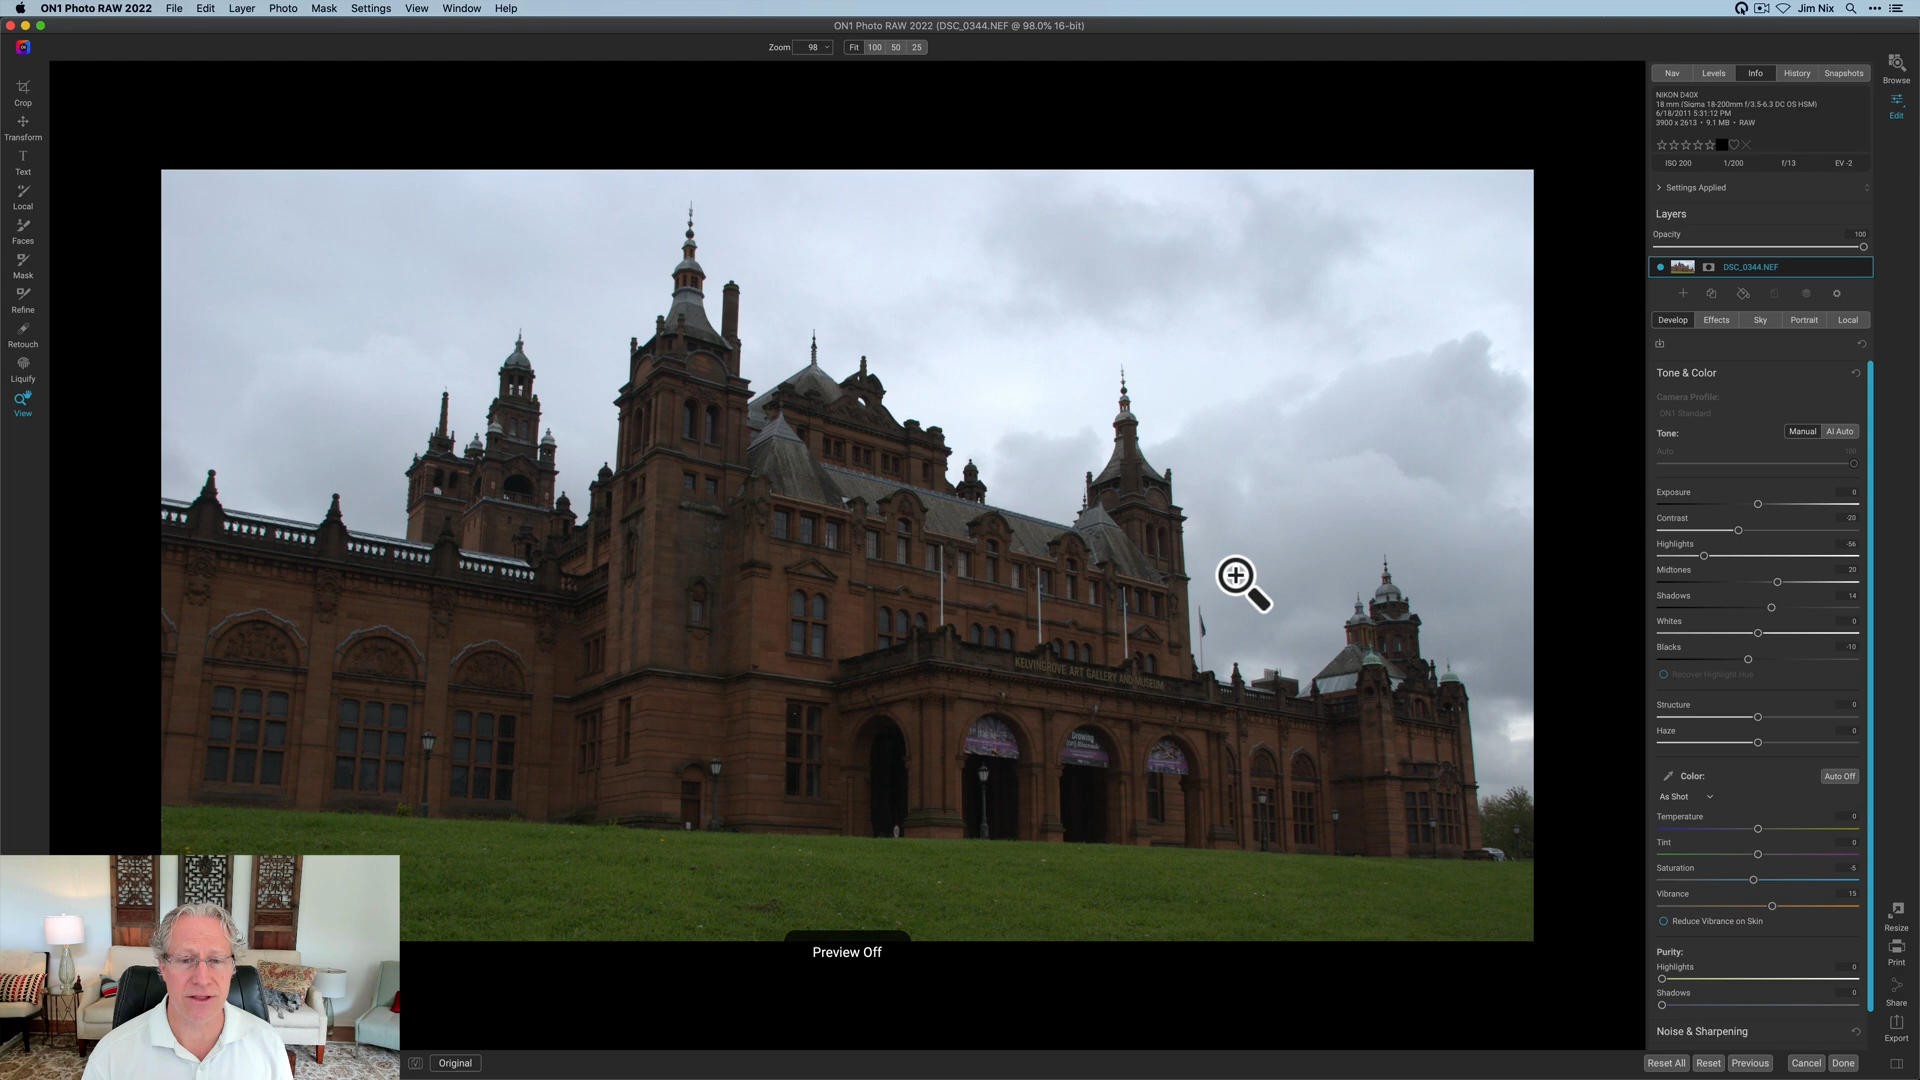 ON1 Photo RAW 2022 File Edit Layer Photo Mask Settings View Window Help Jim Nix
ON1 Photo RAW 2022 (DSC_0344.NEF @ 98.0% 16-bit)
Zoom 98 Fit 100 50 25
Crop
Transform
Text
Local
Faces
Mask
Refine
Retouch
Liquify
View
KELVINGROVE ART GALLERY AND MUSEUM
Preview Off
Original
Nav Levels Info History Snapshots
NIKON D40X
18 mm (Sigma 18-200mm f/3.5-6.3 DC OS HSM)
6/18/2011 5:31:12 PM
3900 x 2613 • 9.1 MB • RAW
ISO 200 1/200 f/13 EV -2
Settings Applied
Layers
Opacity 100
DSC_0344.NEF
Develop Effects Sky Portrait Local
Tone & Color
Camera Profile:
ON1 Standard
Tone: Manual AI Auto
Auto 100
Exposure 0
Contrast -20
Highlights -56
Midtones 20
Shadows 14
Whites 0
Blacks -10
Recover Highlight Hue
Structure 0
Haze 0
Color: Auto Off
As Shot
Temperature 0
Tint 0
Saturation -5
Vibrance 15
Reduce Vibrance on Skin
Purity:
Highlights 0
Shadows 0
Noise & Sharpening
Reset All Reset Previous Cancel Done
Browse
Edit
Resize
Print
Share
Export